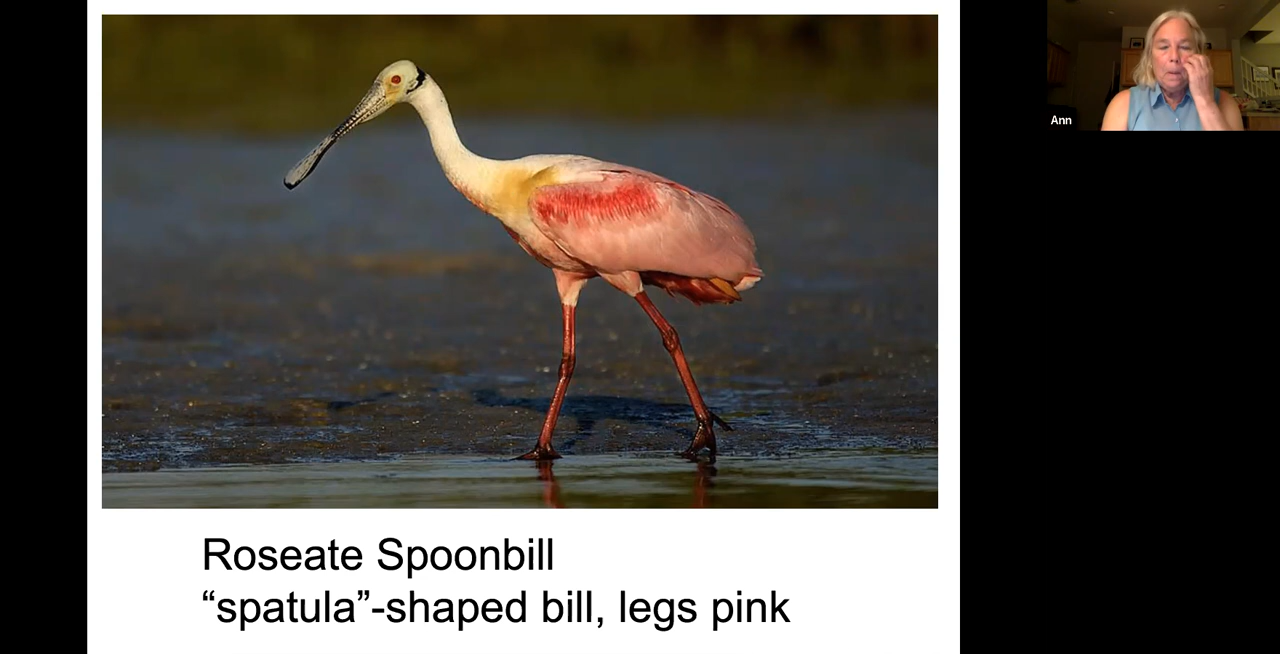 Roseate Spoonbill
“spatula”-shaped bill, legs pink
Ann